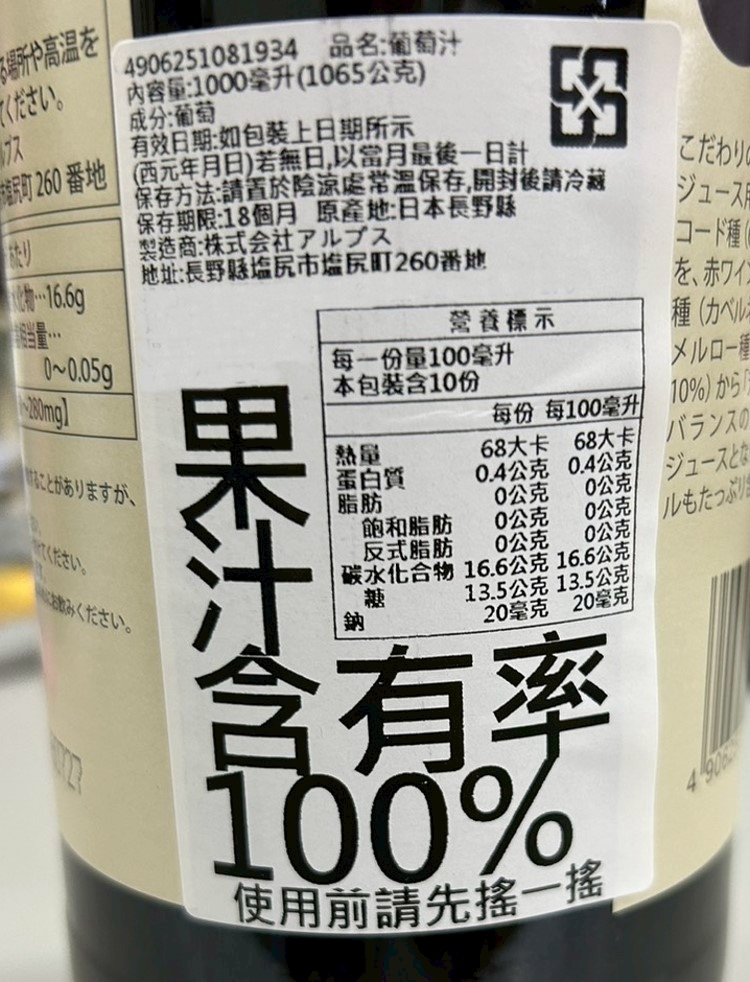 4906251081934 品名:葡萄汁
內容量:1000毫升(1065公克)
成分:葡萄
有效日期:如包裝上日期所示
(西元年月日)若無日,以當月最後一日計
保存方法:請置於陰涼處常溫保存,開封後請冷藏
保存期限:18個月 原產地:日本長野縣
製造商:株式会社アルプス
地址:長野縣塩尻市塩尻町260番地
營養標示
每一份量100毫升
本包裝含10份
每份 每100毫升
熱量 68大卡 68大卡
蛋白質 0.4公克 0.4公克
脂肪 0公克 0公克
飽和脂肪 0公克 0公克
反式脂肪 0公克 0公克
碳水化合物 16.6公克 16.6公克
糖 13.5公克 13.5公克
鈉 20毫克 20毫克
果汁含有率
100%
使用前請先搖一搖
る場所や高温を
てください。
ルプス
塩尻町 260 番地
たり
化物…16.6g
相当量…
0～0.05g
280mg】
することがありますが、
てください。
お飲みください。
こだわりの
ジュース用
コード種
を、赤ワイン
種（カベルネ
メルロー種
10%）から
バランスの
ジュースとな
ルもたっぷり